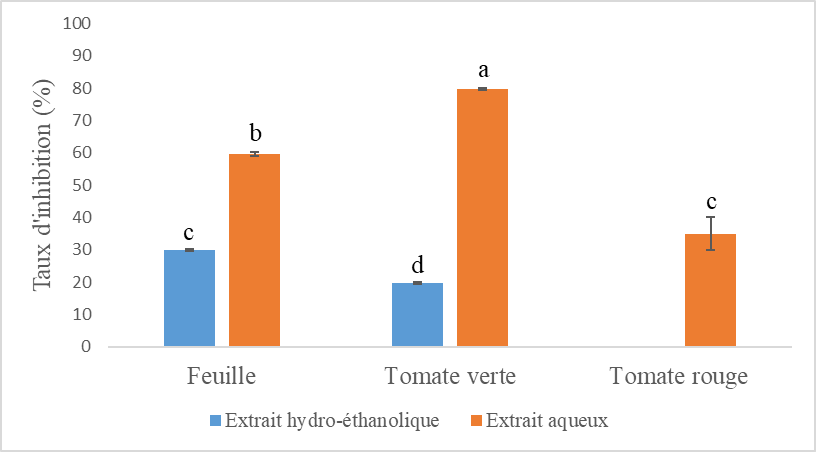 100
90
80
70
60
50
40
30
20
10
0
Taux d'inhibition (%)
c
b
d
a
c
Feuille
Tomate verte
Tomate rouge
Extrait hydro-éthanolique
Extrait aqueux